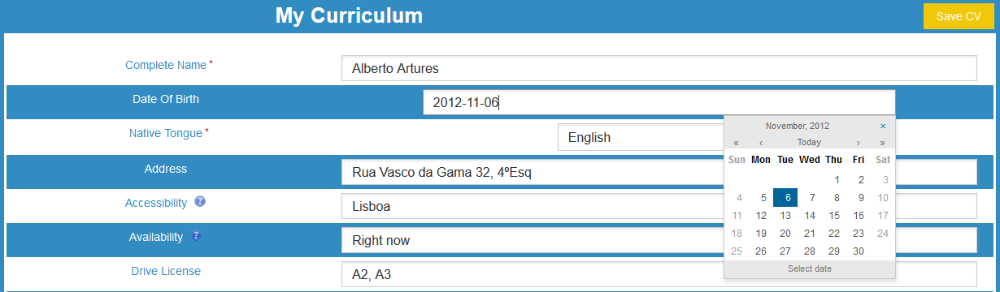 My Curriculum
Save CV
Complete Name * Alberto Artures
Date Of Birth 2012-11-06
Native Tongue * English
Address Rua Vasco da Gama 32, 4ºEsq
Accessibility ? Lisboa
Availability ? Right now
Drive License A2, A3
November, 2012 ×
« ‹ Today › »
Sun Mon Tue Wed Thu Fri Sat
1 2 3
4 5 6 7 8 9 10
11 12 13 14 15 16 17
18 19 20 21 22 23 24
25 26 27 28 29 30
Select date